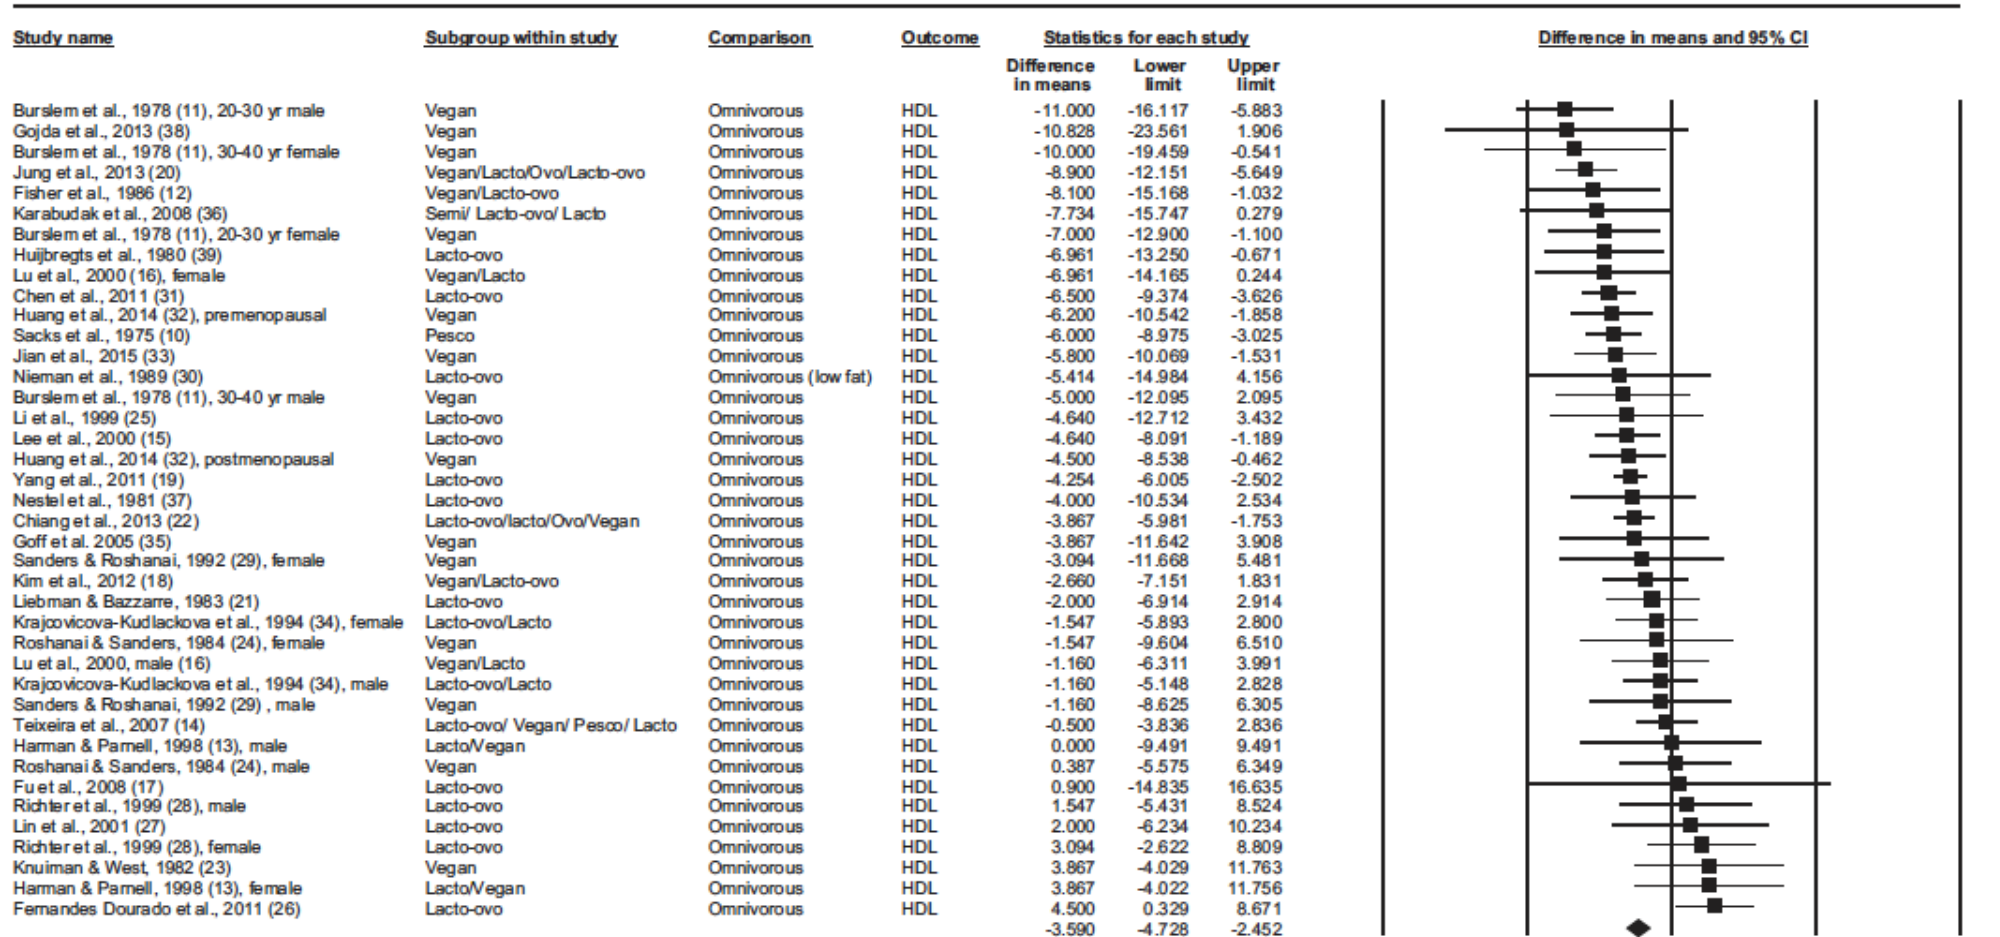 Study name Subgroup within study Comparison Outcome Statistics for each study Difference in means and 95% CI
Difference Lower Upper
in means limit limit
Burslem et al., 1978 (11), 20-30 yr male Vegan Omnivorous HDL -11.000 -16.117 -5.883
Gojda et al., 2013 (38) Vegan Omnivorous HDL -10.828 -23.561 1.906
Burslem et al., 1978 (11), 30-40 yr female Vegan Omnivorous HDL -10.000 -19.459 -0.541
Jung et al., 2013 (20) Vegan/Lacto/Ovo/Lacto-ovo Omnivorous HDL -8.900 -12.151 -5.649
Fisher et al., 1986 (12) Vegan/Lacto-ovo Omnivorous HDL -8.100 -15.168 -1.032
Karabudak et al., 2008 (36) Semi/ Lacto-ovo/ Lacto Omnivorous HDL -7.734 -15.747 0.279
Burslem et al., 1978 (11), 20-30 yr female Vegan Omnivorous HDL -7.000 -12.900 -1.100
Huijbregts et al., 1980 (39) Lacto-ovo Omnivorous HDL -6.961 -13.250 -0.671
Lu et al., 2000 (16), female Vegan/Lacto Omnivorous HDL -6.961 -14.165 0.244
Chen et al., 2011 (31) Lacto-ovo Omnivorous HDL -6.500 -9.374 -3.626
Huang et al., 2014 (32), premenopausal Vegan Omnivorous HDL -6.200 -10.542 -1.858
Sacks et al., 1975 (10) Pesco Omnivorous HDL -6.000 -8.975 -3.025
Jian et al., 2015 (33) Vegan Omnivorous HDL -5.800 -10.069 -1.531
Nieman et al., 1989 (30) Lacto-ovo Omnivorous (low fat) HDL -5.414 -14.984 4.156
Burslem et al., 1978 (11), 30-40 yr male Vegan Omnivorous HDL -5.000 -12.095 2.095
Li et al., 1999 (25) Lacto-ovo Omnivorous HDL -4.640 -12.712 3.432
Lee et al., 2000 (15) Lacto-ovo Omnivorous HDL -4.640 -8.091 -1.189
Huang et al., 2014 (32), postmenopausal Vegan Omnivorous HDL -4.500 -8.538 -0.462
Yang et al., 2011 (19) Lacto-ovo Omnivorous HDL -4.254 -6.005 -2.502
Nestel et al., 1981 (37) Lacto-ovo Omnivorous HDL -4.000 -10.534 2.534
Chiang et al., 2013 (22) Lacto-ovo/lacto/Ovo/Vegan Omnivorous HDL -3.867 -5.981 -1.753
Goff et al. 2005 (35) Vegan Omnivorous HDL -3.867 -11.642 3.908
Sanders & Roshanai, 1992 (29), female Vegan Omnivorous HDL -3.094 -11.668 5.481
Kim et al., 2012 (18) Vegan/Lacto-ovo Omnivorous HDL -2.660 -7.151 1.831
Liebman & Bazzarre, 1983 (21) Lacto-ovo Omnivorous HDL -2.000 -6.914 2.914
Krajcovicova-Kudlackova et al., 1994 (34), female Lacto-ovo/Lacto Omnivorous HDL -1.547 -5.893 2.800
Roshanai & Sanders, 1984 (24), female Vegan Omnivorous HDL -1.547 -9.604 6.510
Lu et al., 2000, male (16) Vegan/Lacto Omnivorous HDL -1.160 -6.311 3.991
Krajcovicova-Kudlackova et al., 1994 (34), male Lacto-ovo/Lacto Omnivorous HDL -1.160 -5.148 2.828
Sanders & Roshanai, 1992 (29) , male Vegan Omnivorous HDL -1.160 -8.625 6.305
Teixeira et al., 2007 (14) Lacto-ovo/ Vegan/ Pesco/ Lacto Omnivorous HDL -0.500 -3.836 2.836
Harman & Parnell, 1998 (13), male Lacto/Vegan Omnivorous HDL 0.000 -9.491 9.491
Roshanai & Sanders, 1984 (24), male Vegan Omnivorous HDL 0.387 -5.575 6.349
Fu et al., 2008 (17) Lacto-ovo Omnivorous HDL 0.900 -14.835 16.635
Richter et al., 1999 (28), male Lacto-ovo Omnivorous HDL 1.547 -5.431 8.524
Lin et al., 2001 (27) Lacto-ovo Omnivorous HDL 2.000 -6.234 10.234
Richter et al., 1999 (28), female Lacto-ovo Omnivorous HDL 3.094 -2.622 8.809
Knuiman & West, 1982 (23) Vegan Omnivorous HDL 3.867 -4.029 11.763
Harman & Parnell, 1998 (13), female Lacto/Vegan Omnivorous HDL 3.867 -4.022 11.756
Fernandes Dourado et al., 2011 (26) Lacto-ovo Omnivorous HDL 4.500 0.329 8.671
-3.590 -4.728 -2.452